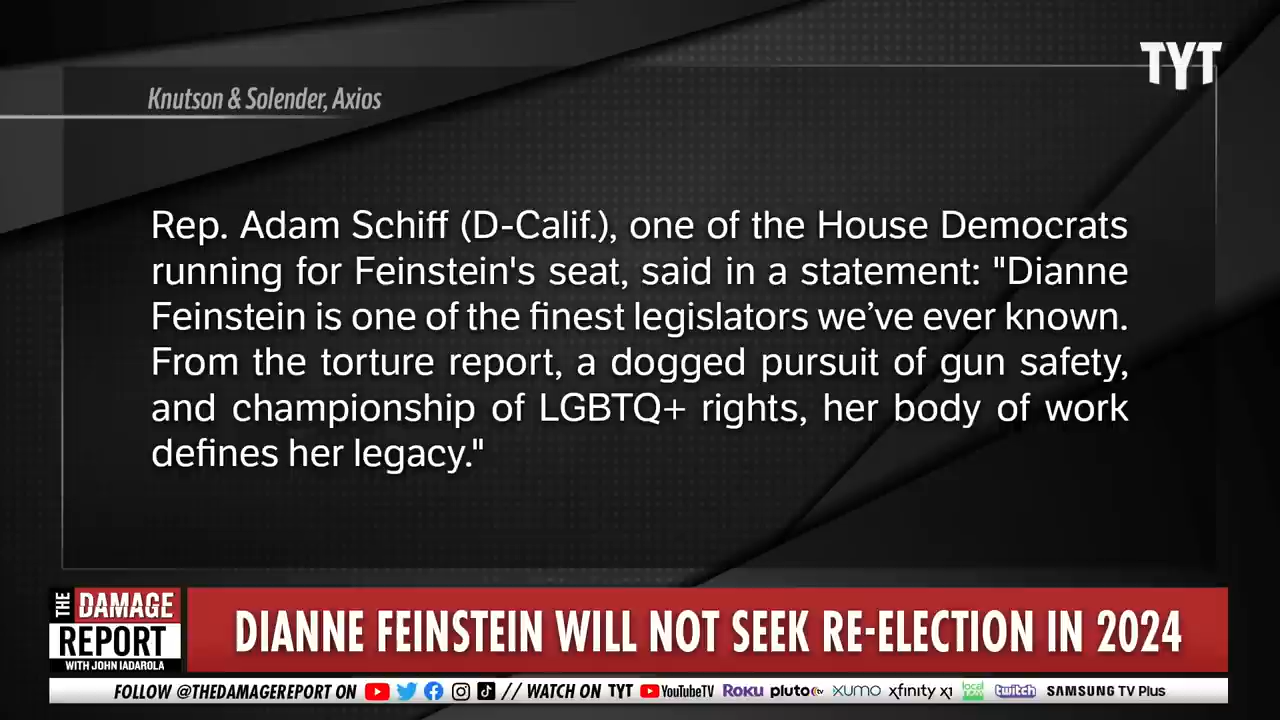 TYT
Knutson & Solender, Axios
Rep. Adam Schiff (D-Calif.), one of the House Democrats
running for Feinstein's seat, said in a statement: "Dianne
Feinstein is one of the finest legislators we’ve ever known.
From the torture report, a dogged pursuit of gun safety,
and championship of LGBTQ+ rights, her body of work
defines her legacy."
THE DAMAGE
REPORT
WITH JOHN IADAROLA
DIANNE FEINSTEIN WILL NOT SEEK RE-ELECTION IN 2024
FOLLOW @THEDAMAGEREPORT ON // WATCH ON TYT YouTubeTV ROKU pluto tv XUMO xfinity x1 local now twitch SAMSUNG TV Plus